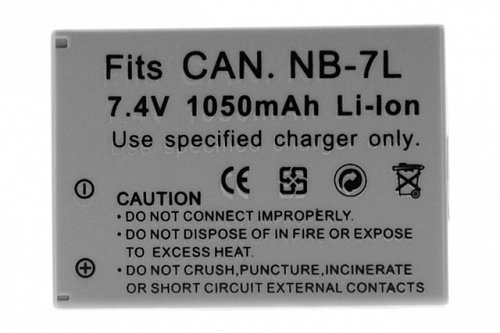 Fits CAN. NB-7L
7.4V 1050mAh Li-Ion
Use specified charger only.
CE
CAUTION
• DO NOT CONNECT IMPROPERLY.
• DO NOT DISPOSE OF IN FIRE OR EXPOSE
TO EXCESS HEAT.
• DO NOT CRUSH,PUNCTURE,INCINERATE
OR SHORT CIRCUIT EXTERNAL CONTACTS